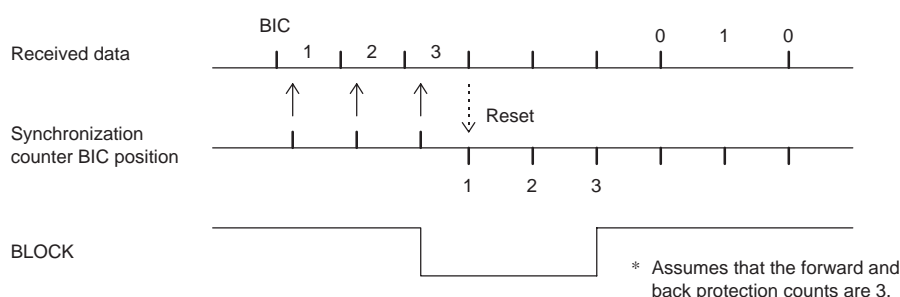 BIC
Received data
1 2 3 0 1 0
Reset
Synchronization
counter BIC position
1 2 3
BLOCK
* Assumes that the forward and
back protection counts are 3.